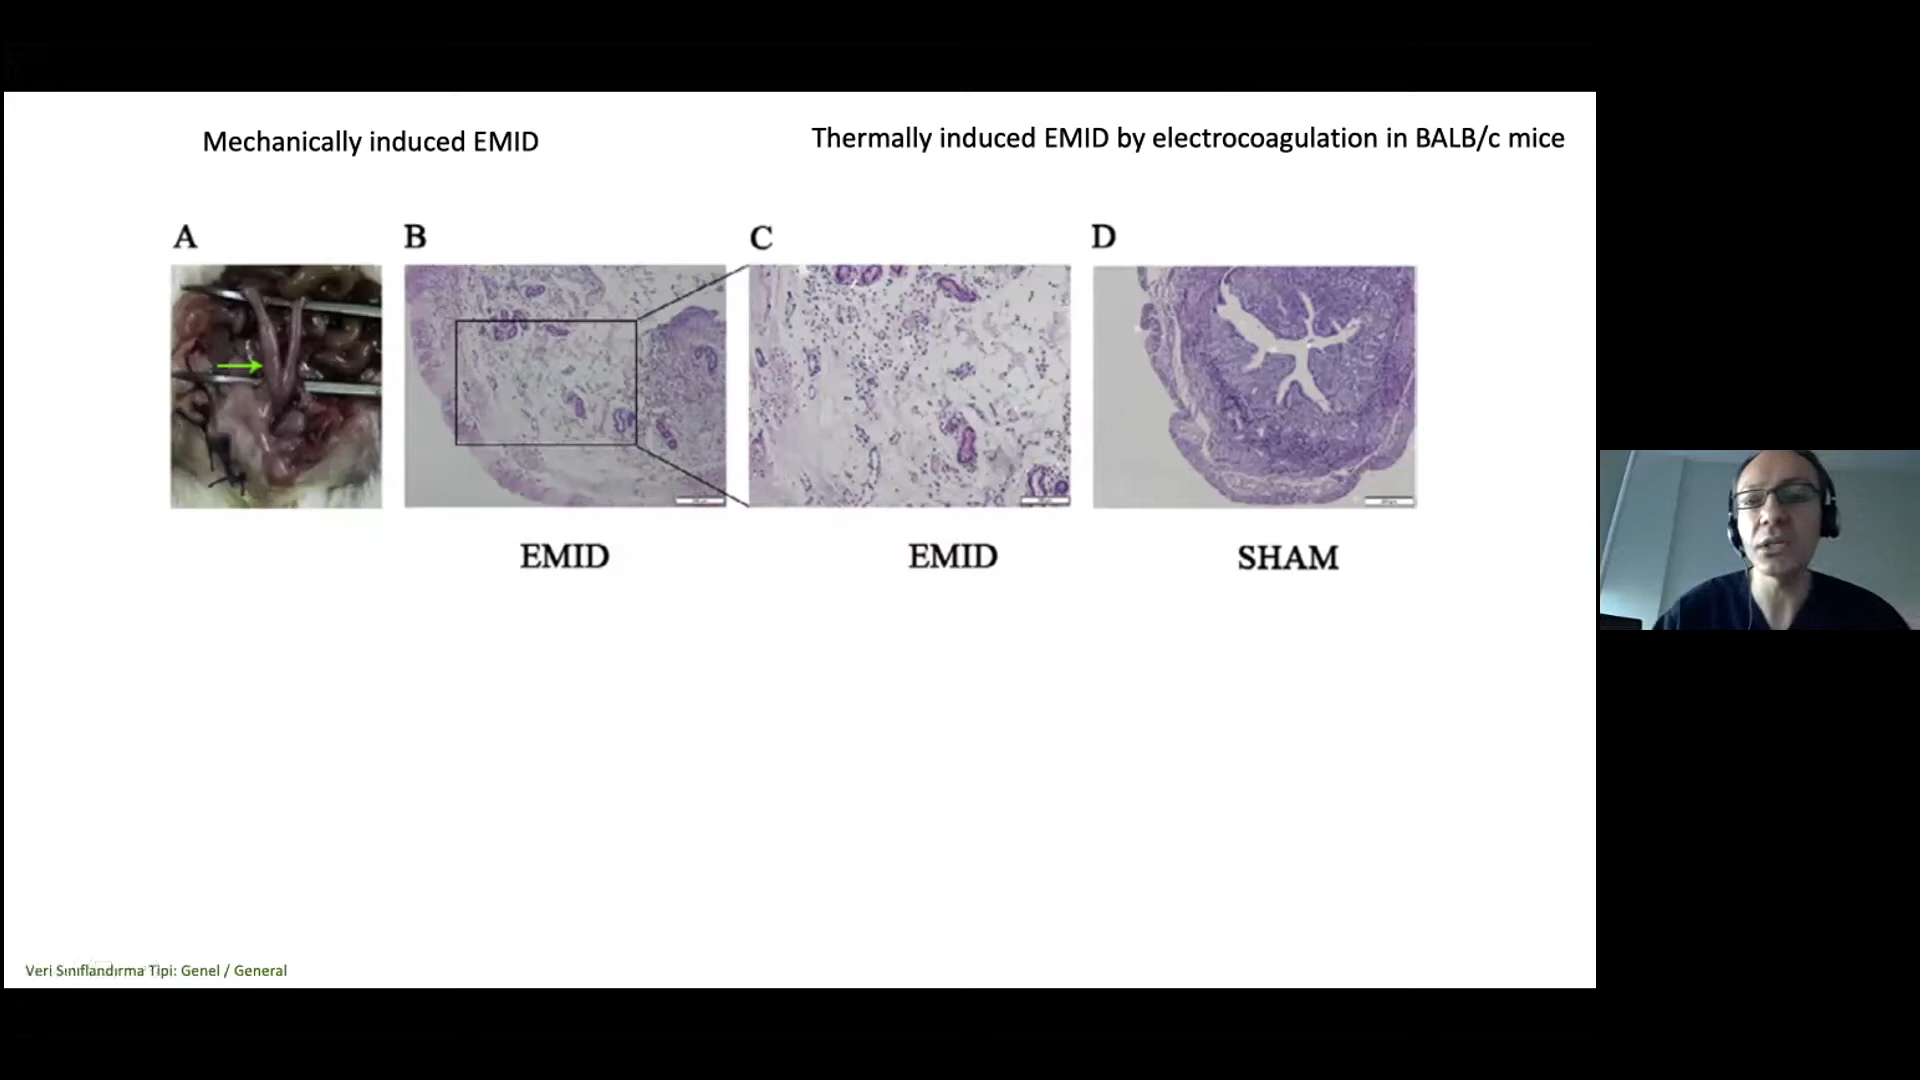 Mechanically induced EMID
Thermally induced EMID by electrocoagulation in BALB/c mice
A
B
C
D
EMID
EMID
SHAM
Veri Sınıflandırma Tipi: Genel / General